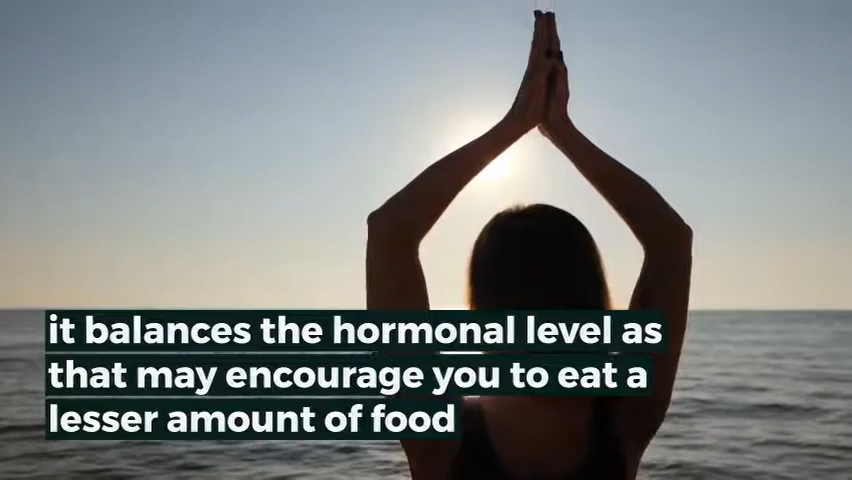 it balances the hormonal level as
that may encourage you to eat a
lesser amount of food